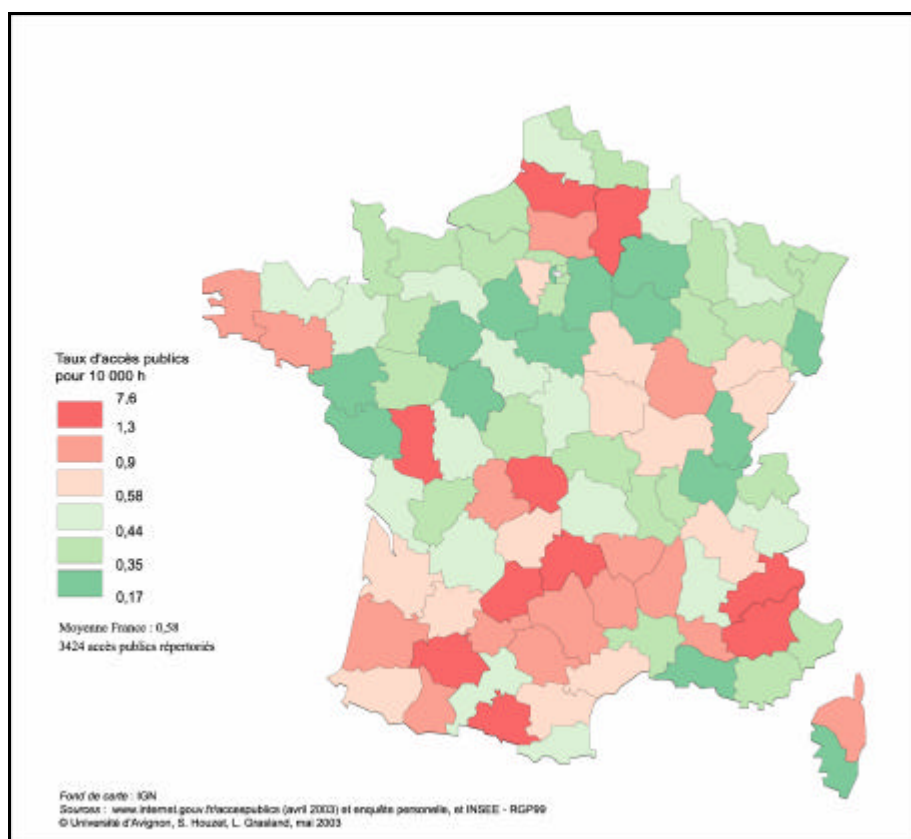 Taux d'accès publics
pour 10 000 h
7.6
1,3
0,9
0,58
0,44
0,35
0,17
Moyenne France : 0,58
3424 accès publics répertoriés
Fond de carte : IGN
Sources : www.internet.gouv.fr/accespublics (avril 2003) et enquête personelle, et INSEE - RGP99
© Université d'Avignon, S. Houzet, L. Grasland, mai 2003